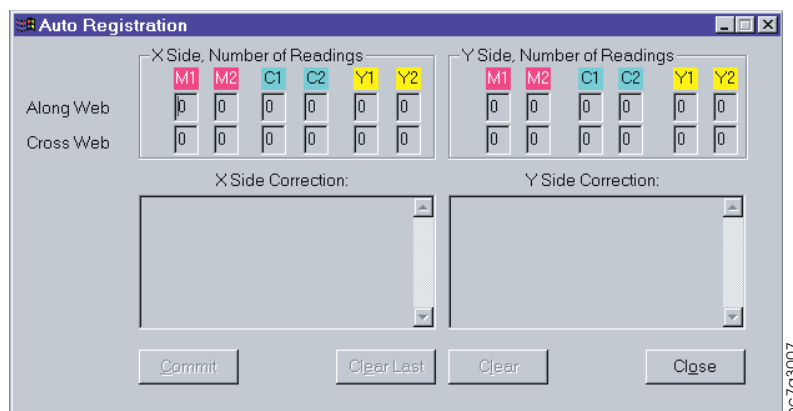 Auto Registration
X Side, Number of Readings Y Side, Number of Readings
M1 M2 C1 C2 Y1 Y2 M1 M2 C1 C2 Y1 Y2
Along Web 0 0 0 0 0 0 0 0 0 0 0 0
Cross Web 0 0 0 0 0 0 0 0 0 0 0 0
X Side Correction: Y Side Correction:
Commit Clear Last Clear Close